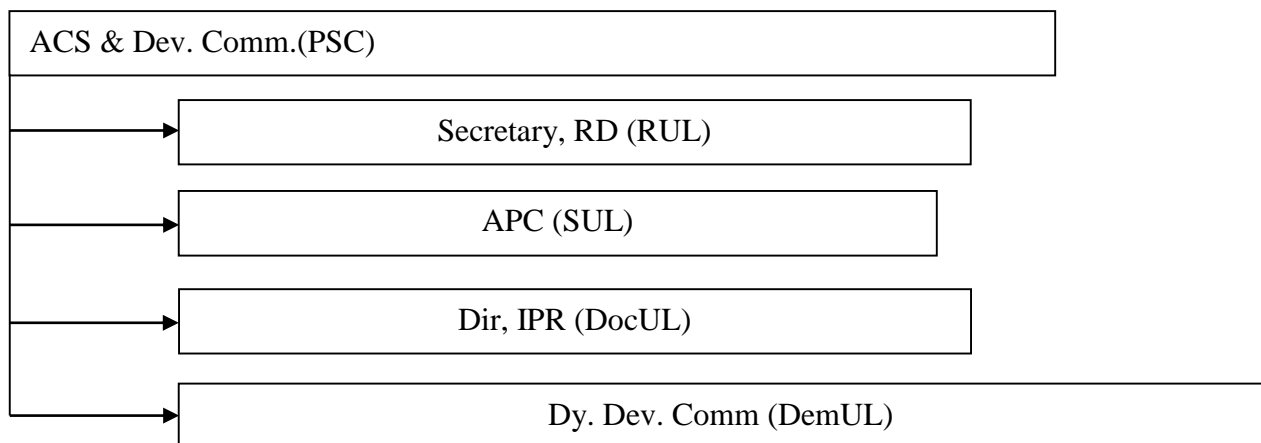 ACS & Dev. Comm.(PSC)
Secretary, RD (RUL)
APC (SUL)
Dir, IPR (DocUL)
Dy. Dev. Comm (DemUL)